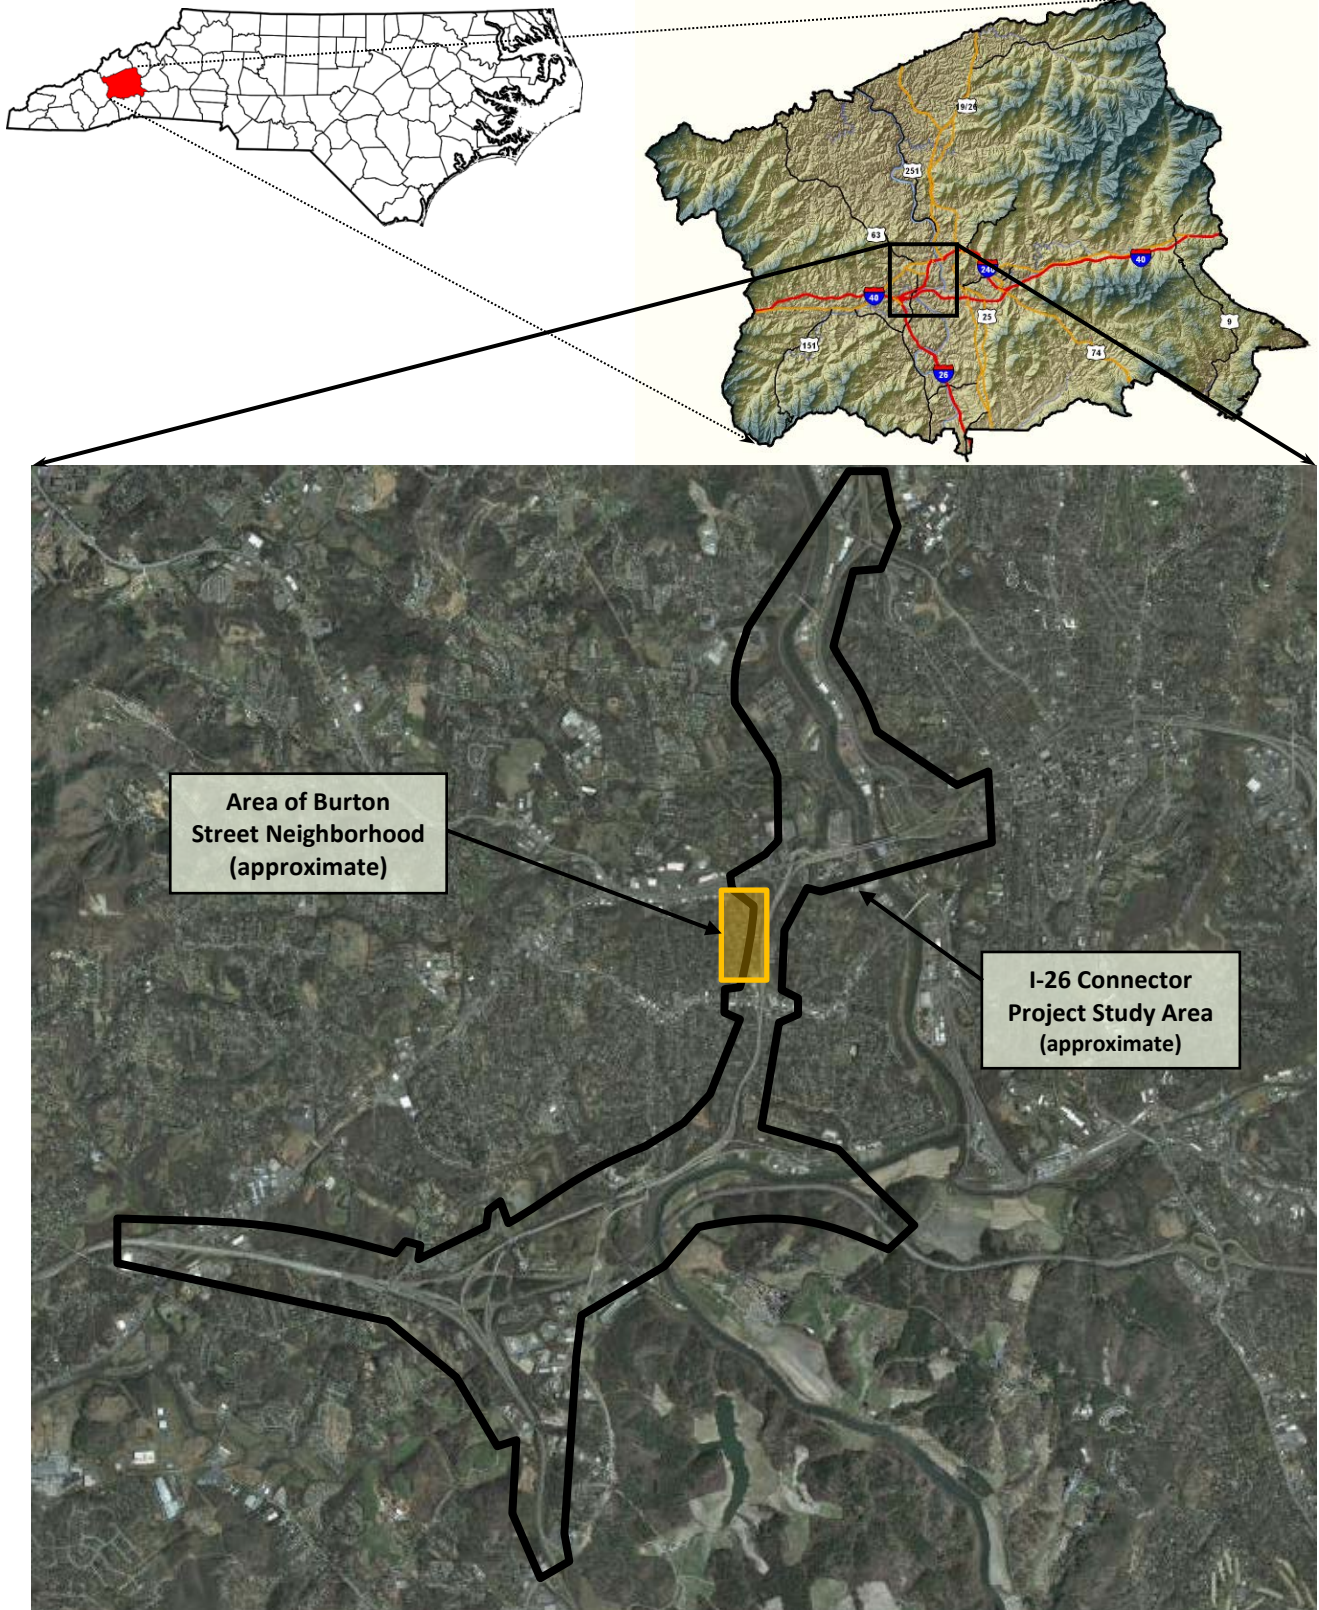 19/26
251
63
240
40
40
25
9
151
74
26
Area of Burton
Street Neighborhood
(approximate)
I-26 Connector
Project Study Area
(approximate)